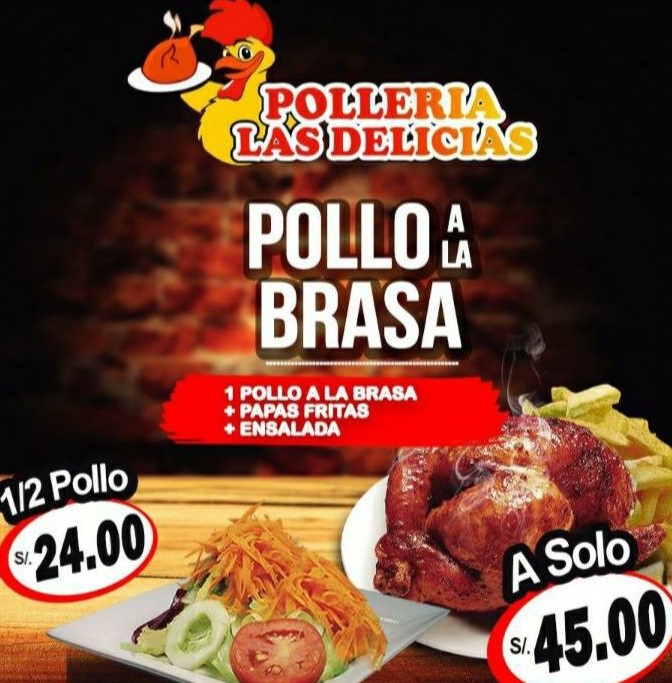 POLLERIA
LAS DELICIAS
POLLO A LA
BRASA
1 POLLO A LA BRASA
+ PAPAS FRITAS
+ ENSALADA
1/2 Pollo
S/. 24.00
A Solo
S/. 45.00